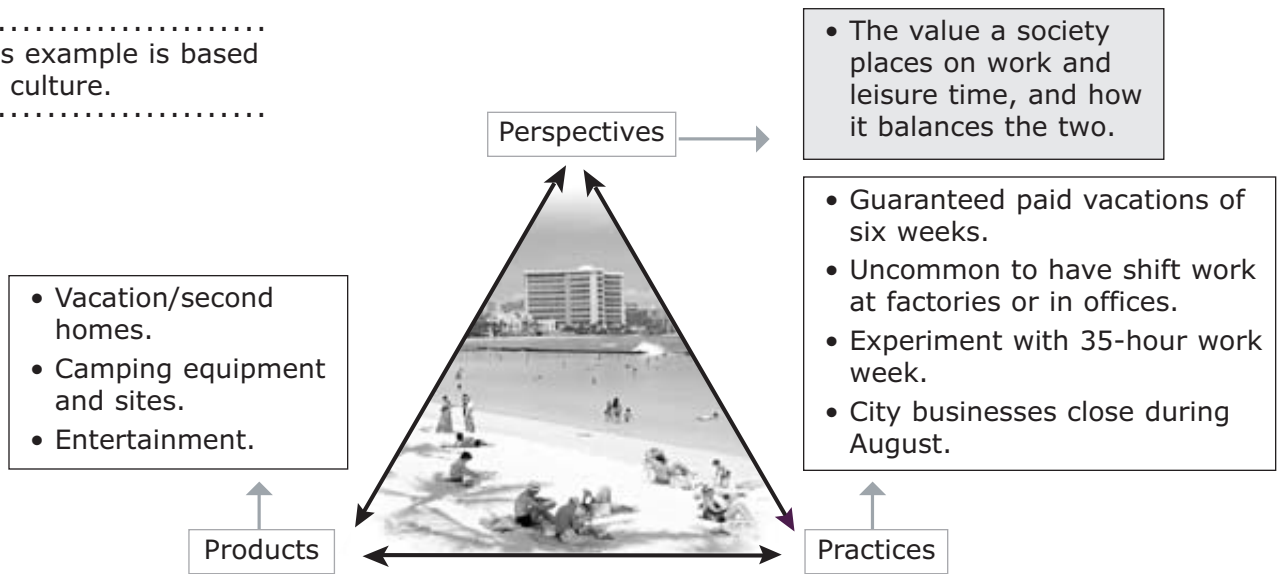 s example is based
culture.
Perspectives
• The value a society
places on work and
leisure time, and how
it balances the two.
• Guaranteed paid vacations of
six weeks.
• Uncommon to have shift work
at factories or in offices.
• Experiment with 35-hour work
week.
• City businesses close during
August.
• Vacation/second
homes.
• Camping equipment
and sites.
• Entertainment.
Products
Practices